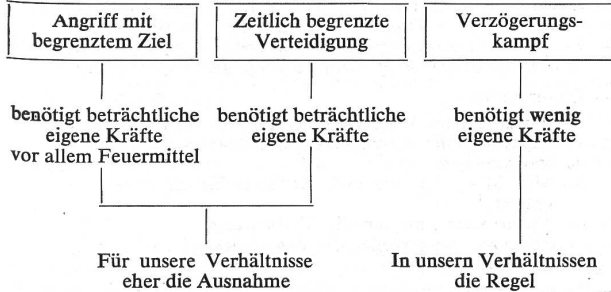 Angriff mit
begrenztem Ziel
Zeitlich begrenzte
Verteidigung
Verzögerungs-
kampf
benötigt beträchtliche
eigene Kräfte
vor allem Feuermittel
benötigt beträchtliche
eigene Kräfte
benötigt wenig
eigene Kräfte
Für unsere Verhältnisse
eher die Ausnahme
In unsern Verhältnissen
die Regel